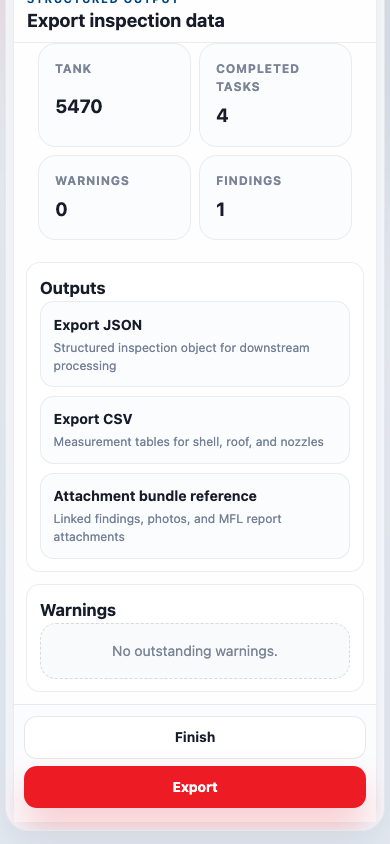 STRUCTURED OUTPUT
Export inspection data
TANK
5470
COMPLETED
TASKS
4
WARNINGS
0
FINDINGS
1
Outputs
Export JSON
Structured inspection object for downstream
processing
Export CSV
Measurement tables for shell, roof, and nozzles
Attachment bundle reference
Linked findings, photos, and MFL report
attachments
Warnings
No outstanding warnings.
Finish
Export